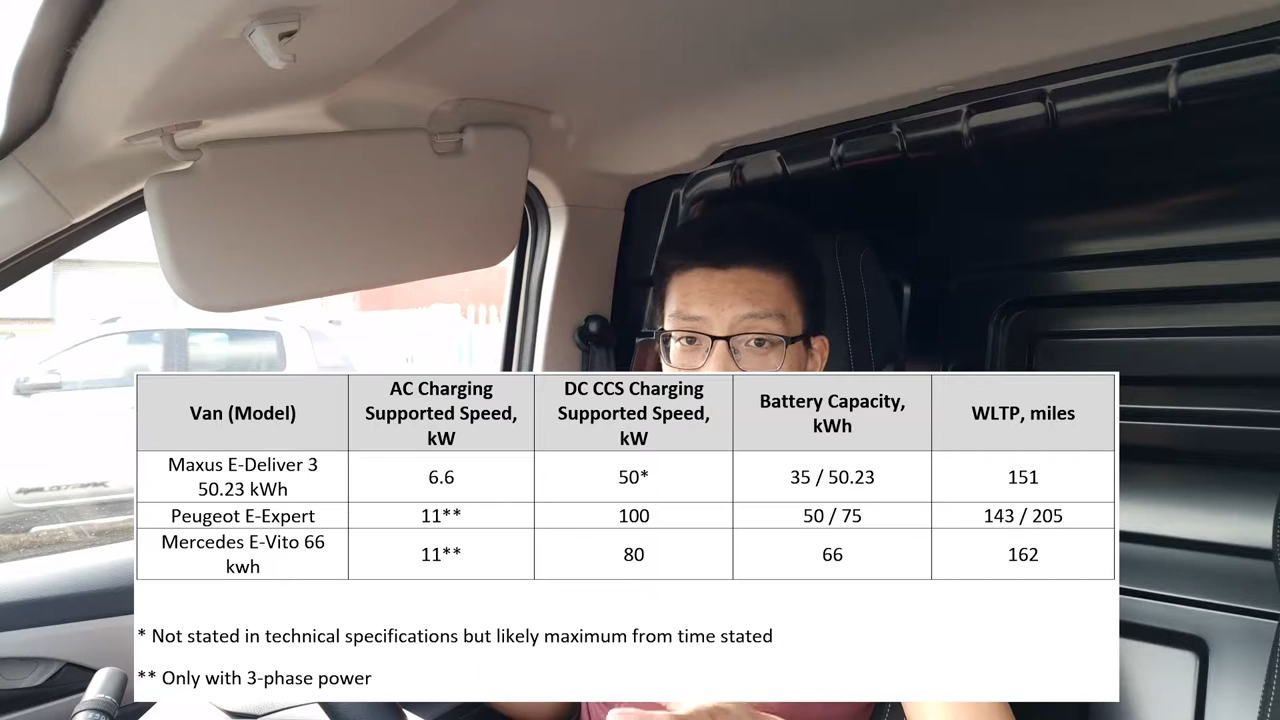 Van (Model)
AC Charging
Supported Speed,
kW
DC CCS Charging
Supported Speed,
kW
Battery Capacity,
kWh
WLTP, miles
Maxus E-Deliver 3
50.23 kWh
6.6
50*
35 / 50.23
151
Peugeot E-Expert
11**
100
50 / 75
143 / 205
Mercedes E-Vito 66
kwh
11**
80
66
162
* Not stated in technical specifications but likely maximum from time stated
** Only with 3-phase power